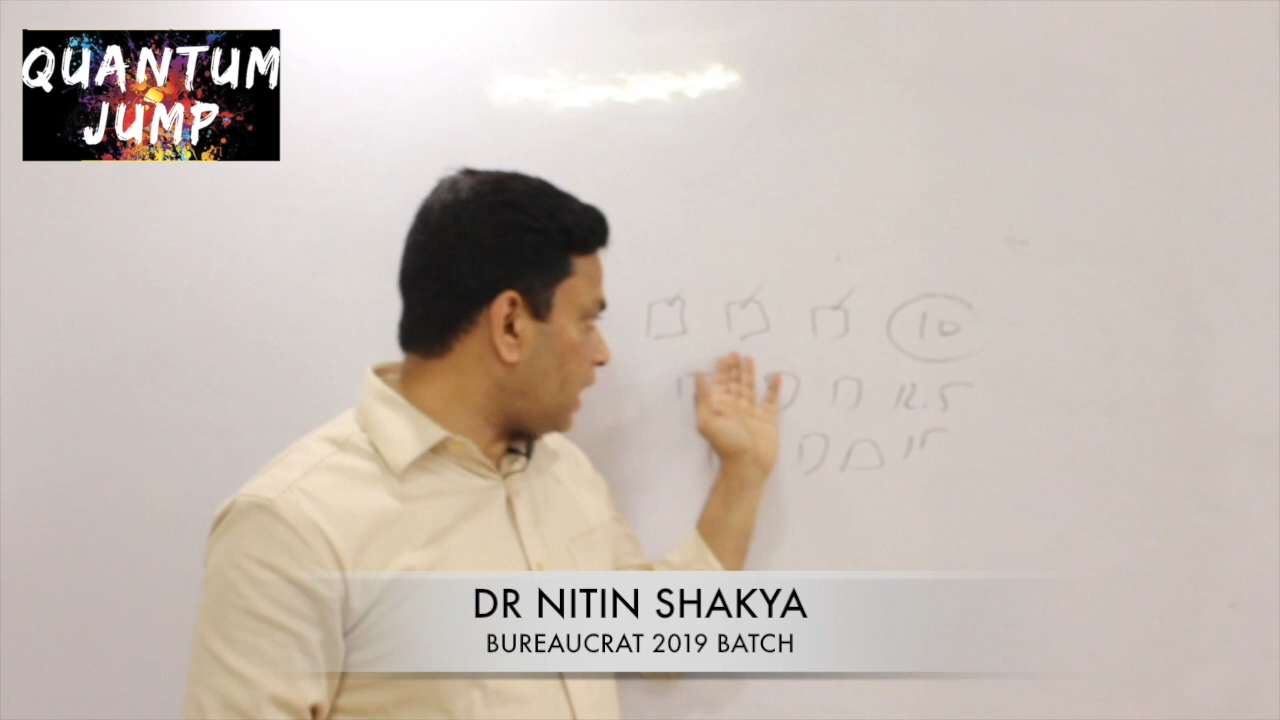 QUANTUM
JUMP
10
12.5
15
DR NITIN SHAKYA
BUREAUCRAT 2019 BATCH